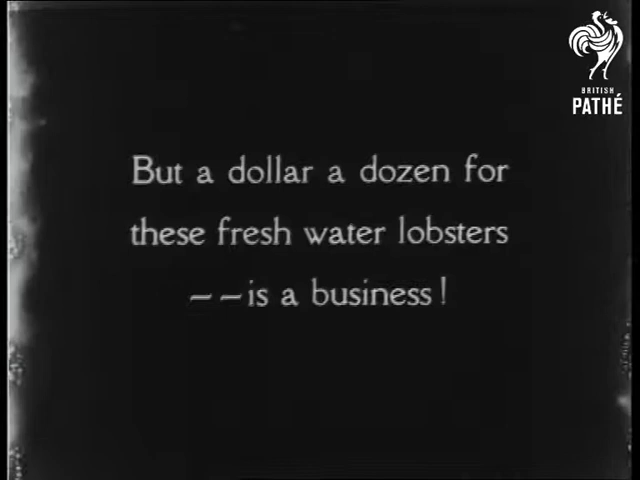 BRITISH
PATHÉ
But a dollar a dozen for
these fresh water lobsters
——is a business!